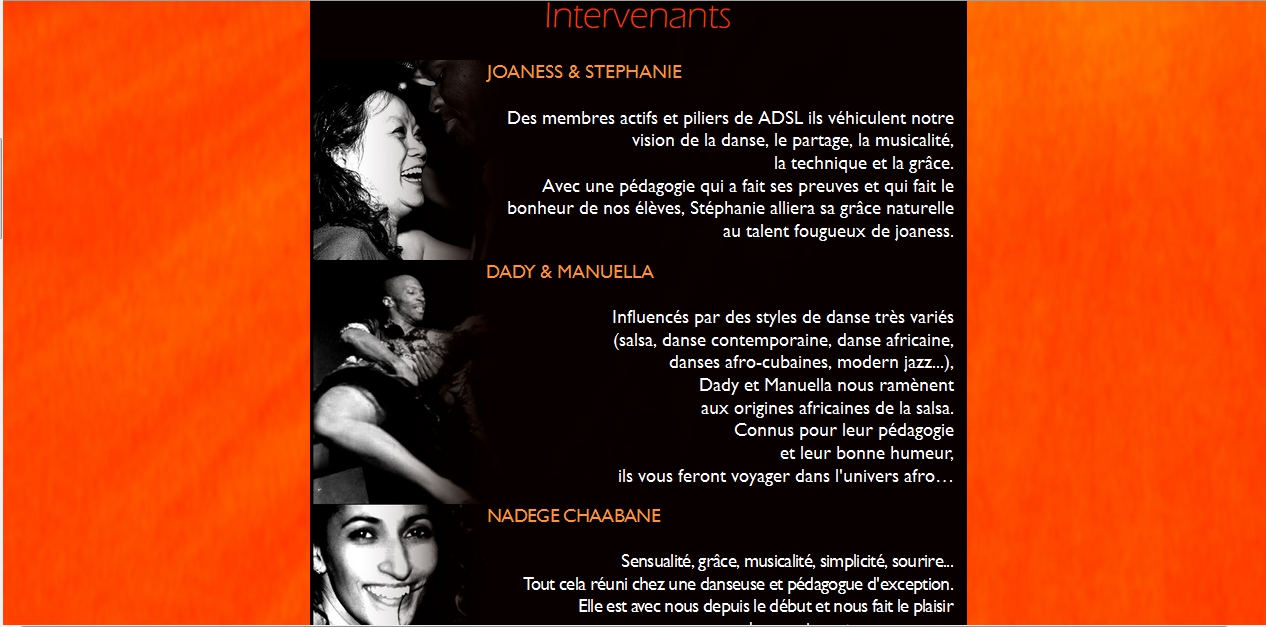 Intervenants
JOANESS & STEPHANIE
Des membres actifs et piliers de ADSL ils véhiculent notre
vision de la danse, le partage, la musicalité,
la technique et la grâce.
Avec une pédagogie qui a fait ses preuves et qui fait le
bonheur de nos élèves, Stéphanie alliera sa grâce naturelle
au talent fougueux de joaness.
DADY & MANUELLA
Influencés par des styles de danse très variés
(salsa, danse contemporaine, danse africaine,
danses afro-cubaines, modern jazz...),
Dady et Manuella nous ramènent
aux origines africaines de la salsa.
Connus pour leur pédagogie
et leur bonne humeur,
ils vous feront voyager dans l'univers afro…
NADEGE CHAABANE
Sensualité, grâce, musicalité, simplicité, sourire...
Tout cela réuni chez une danseuse et pédagogue d'exception.
Elle est avec nous depuis le début et nous fait le plaisir